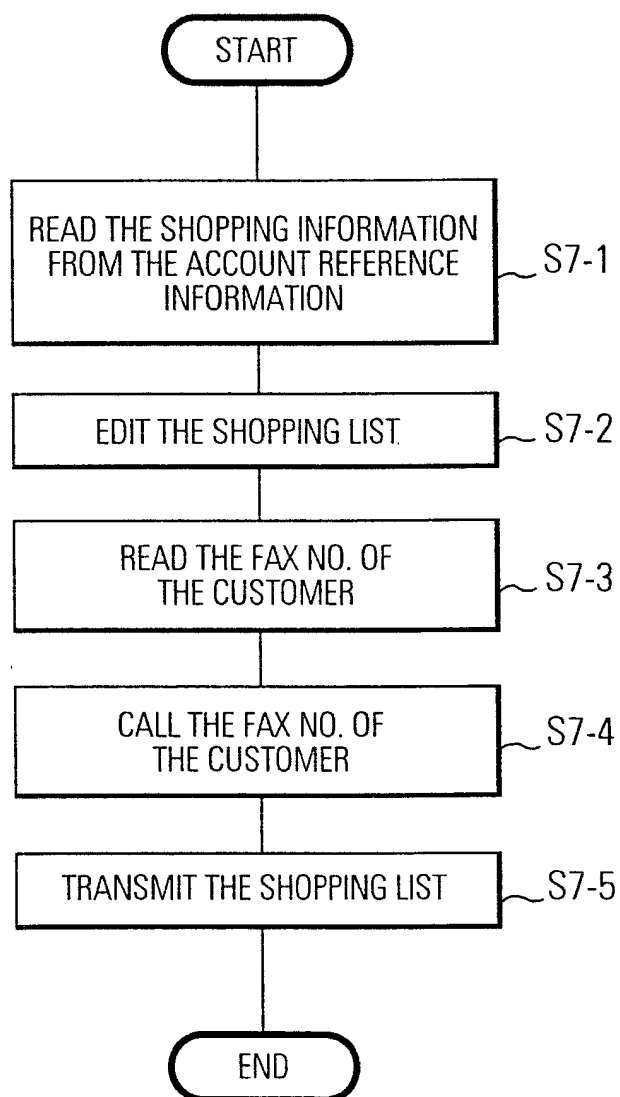 START
READ THE SHOPPING INFORMATION
FROM THE ACCOUNT REFERENCE
INFORMATION
S7-1
EDIT THE SHOPPING LIST.
S7-2
READ THE FAX NO. OF
THE CUSTOMER
S7-3
CALL THE FAX NO. OF
THE CUSTOMER
S7-4
TRANSMIT THE SHOPPING LIST
S7-5
END